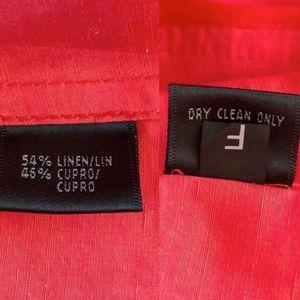 54% LINEN/LIN
46% CUPRO/
CUPRO
DRY CLEAN ONLY
F